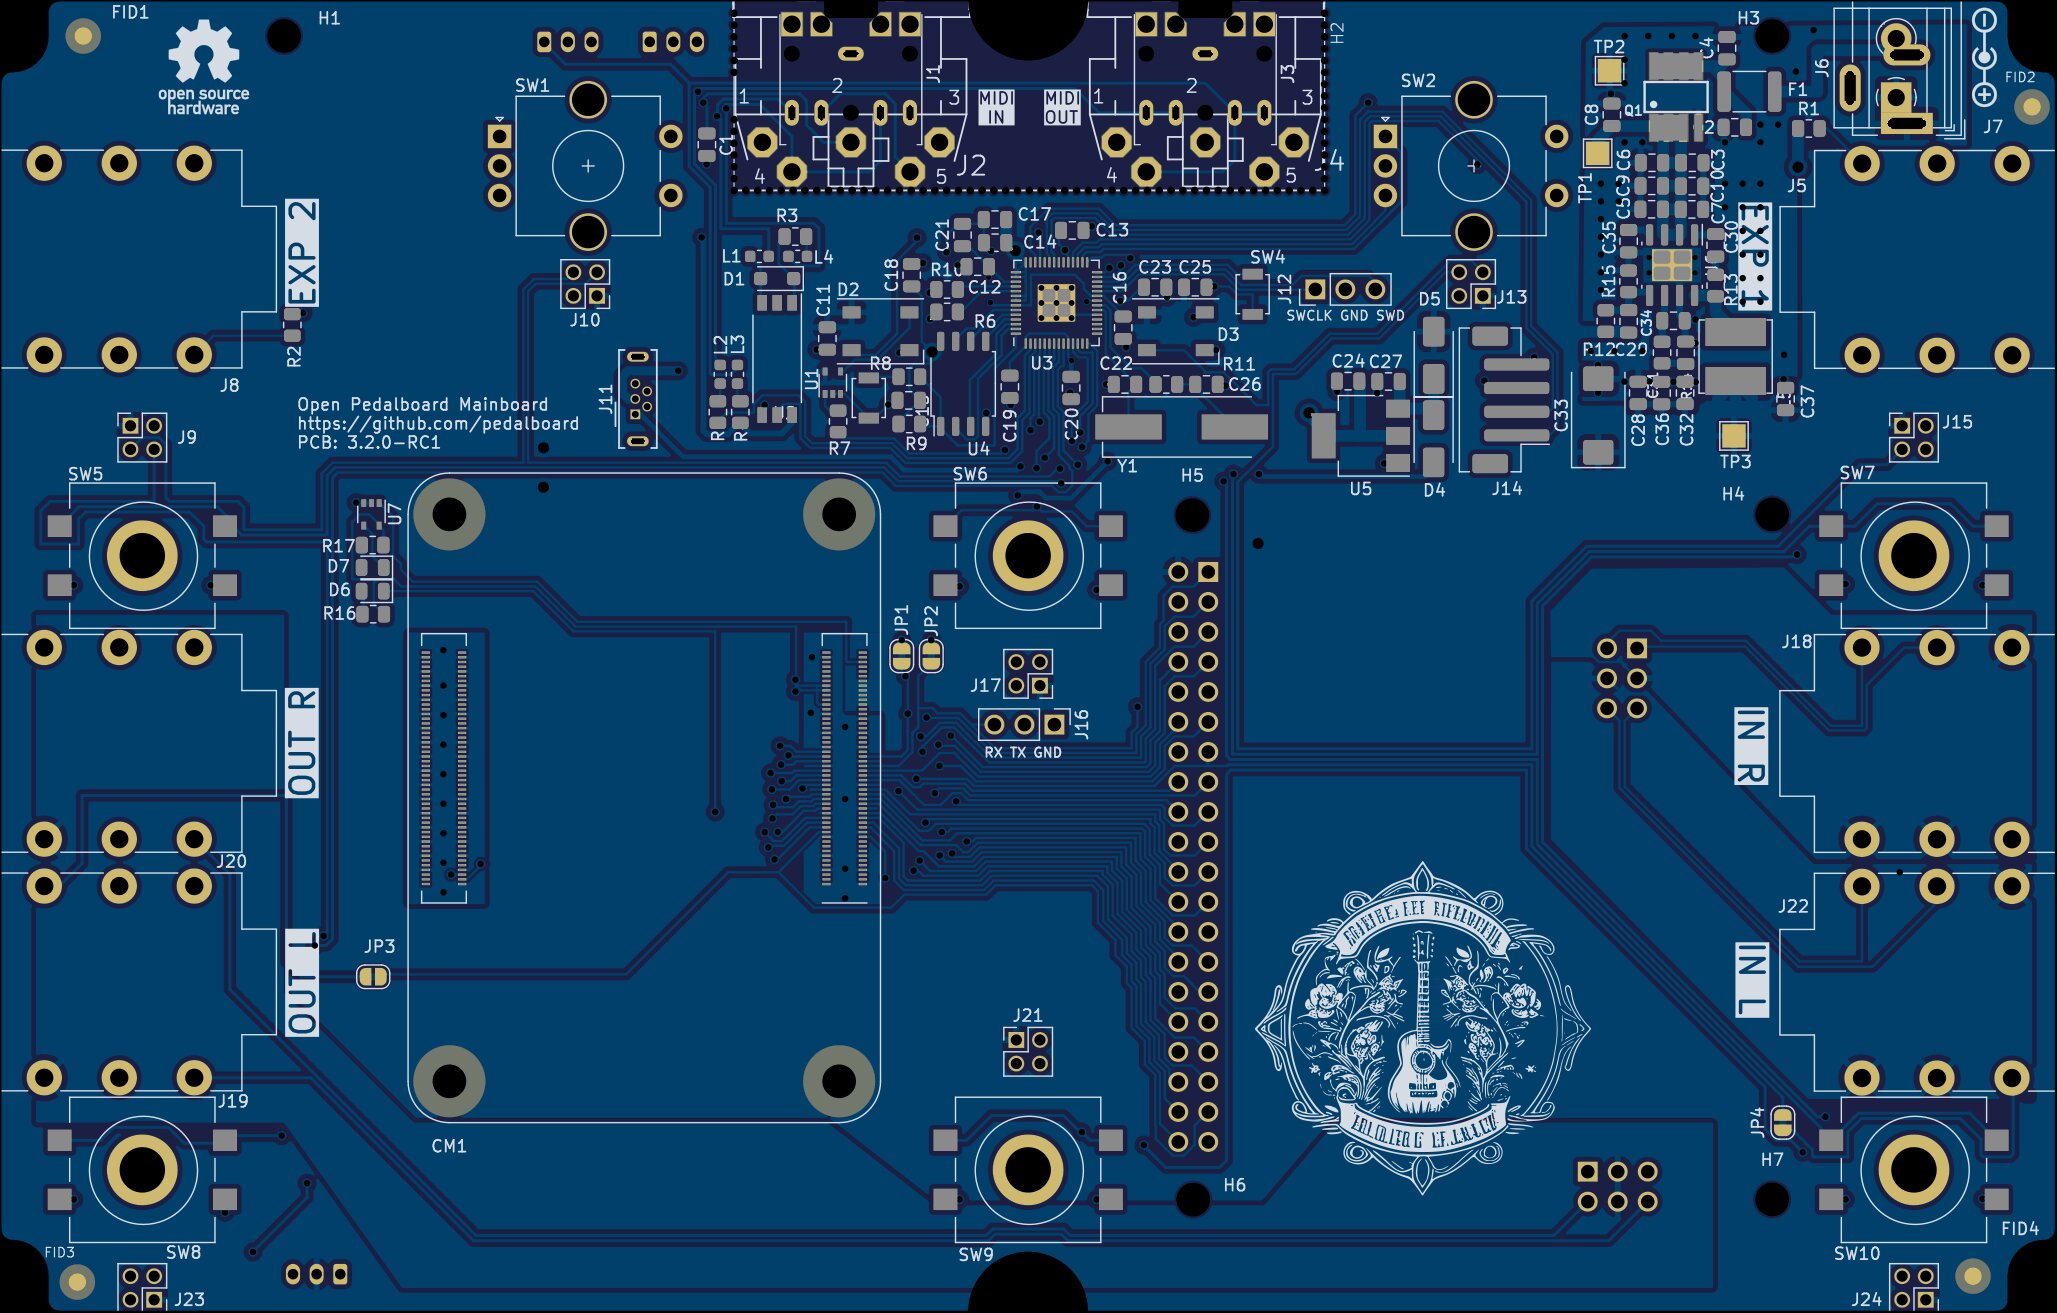 FID1
H1
H2
H3
C4
J6
FID2
J7
TP2
F1
Q1
C8
R1
open source
hardware
SW1
SW2
J1
J3
1
2
3
1
2
3
MIDI
IN
MIDI
OUT
C1
J2
4
5
4
5
TP1
C6
C3
C9
C10
C5
C7
J5
EXP 2
EXP 1
R3
C17
C21
C14
C13
C35
C30
L1
L4
D1
C18
C12
C23
C25
SW4
C16
J12
SWCLK GND SWD
D5
J13
R15
R13
J10
D2
C11
R6
D3
C34
R2
J8
L2
L3
U1
R8
U3
C22
R11
C26
C24
C27
J11
Open Pedalboard Mainboard
https://github.com/pedalboard
PCB: 3.2.0-RC1
R7
R9
U4
C19
C20
Y1
H5
U5
D4
J14
C33
C28
C36
C32
C37
TP3
H4
J9
J15
SW5
SW6
SW7
U7
R17
D7
D6
R16
JP1
JP2
J17
J16
RX TX GND
J18
OUT R
IN R
J20
J22
OUT L
IN L
JP3
J21
J19
CM1
JP4
H7
H6
FID3
SW8
SW9
SW10
FID4
J23
J24